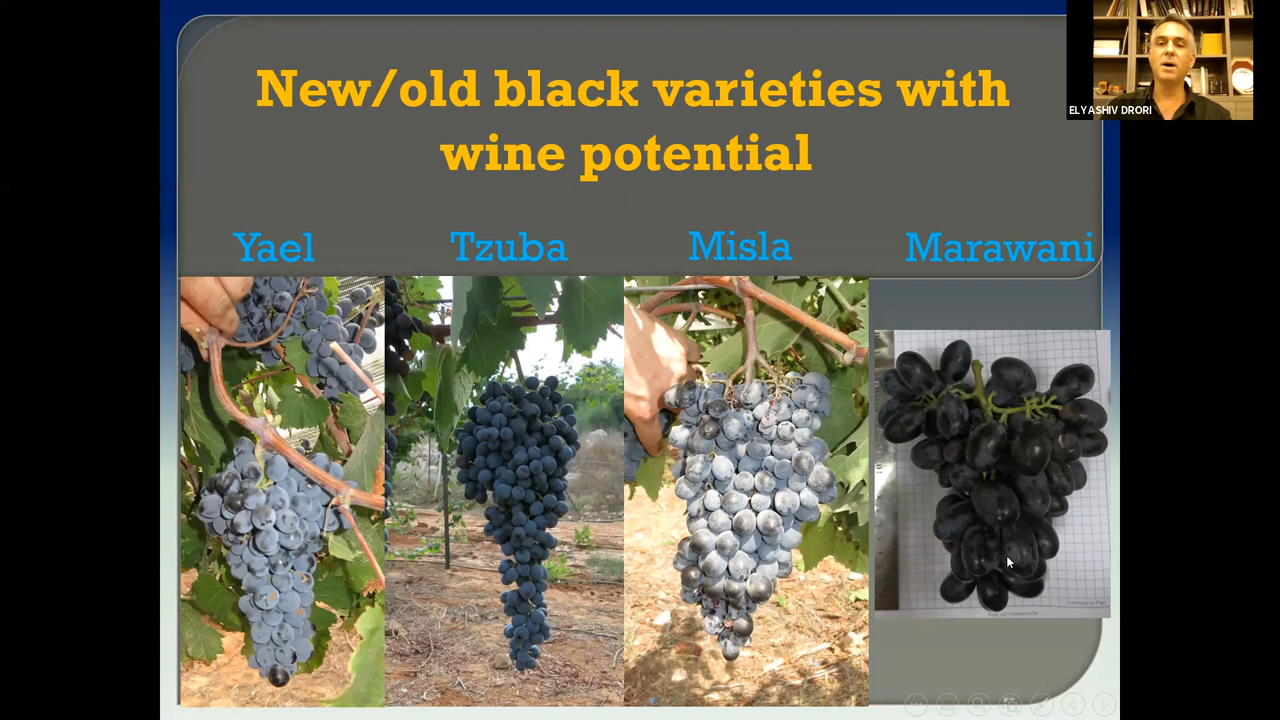 New/old black varieties with
wine potential
ELYASHIV DRORI
Yael
Tzuba
Misla
Marawani